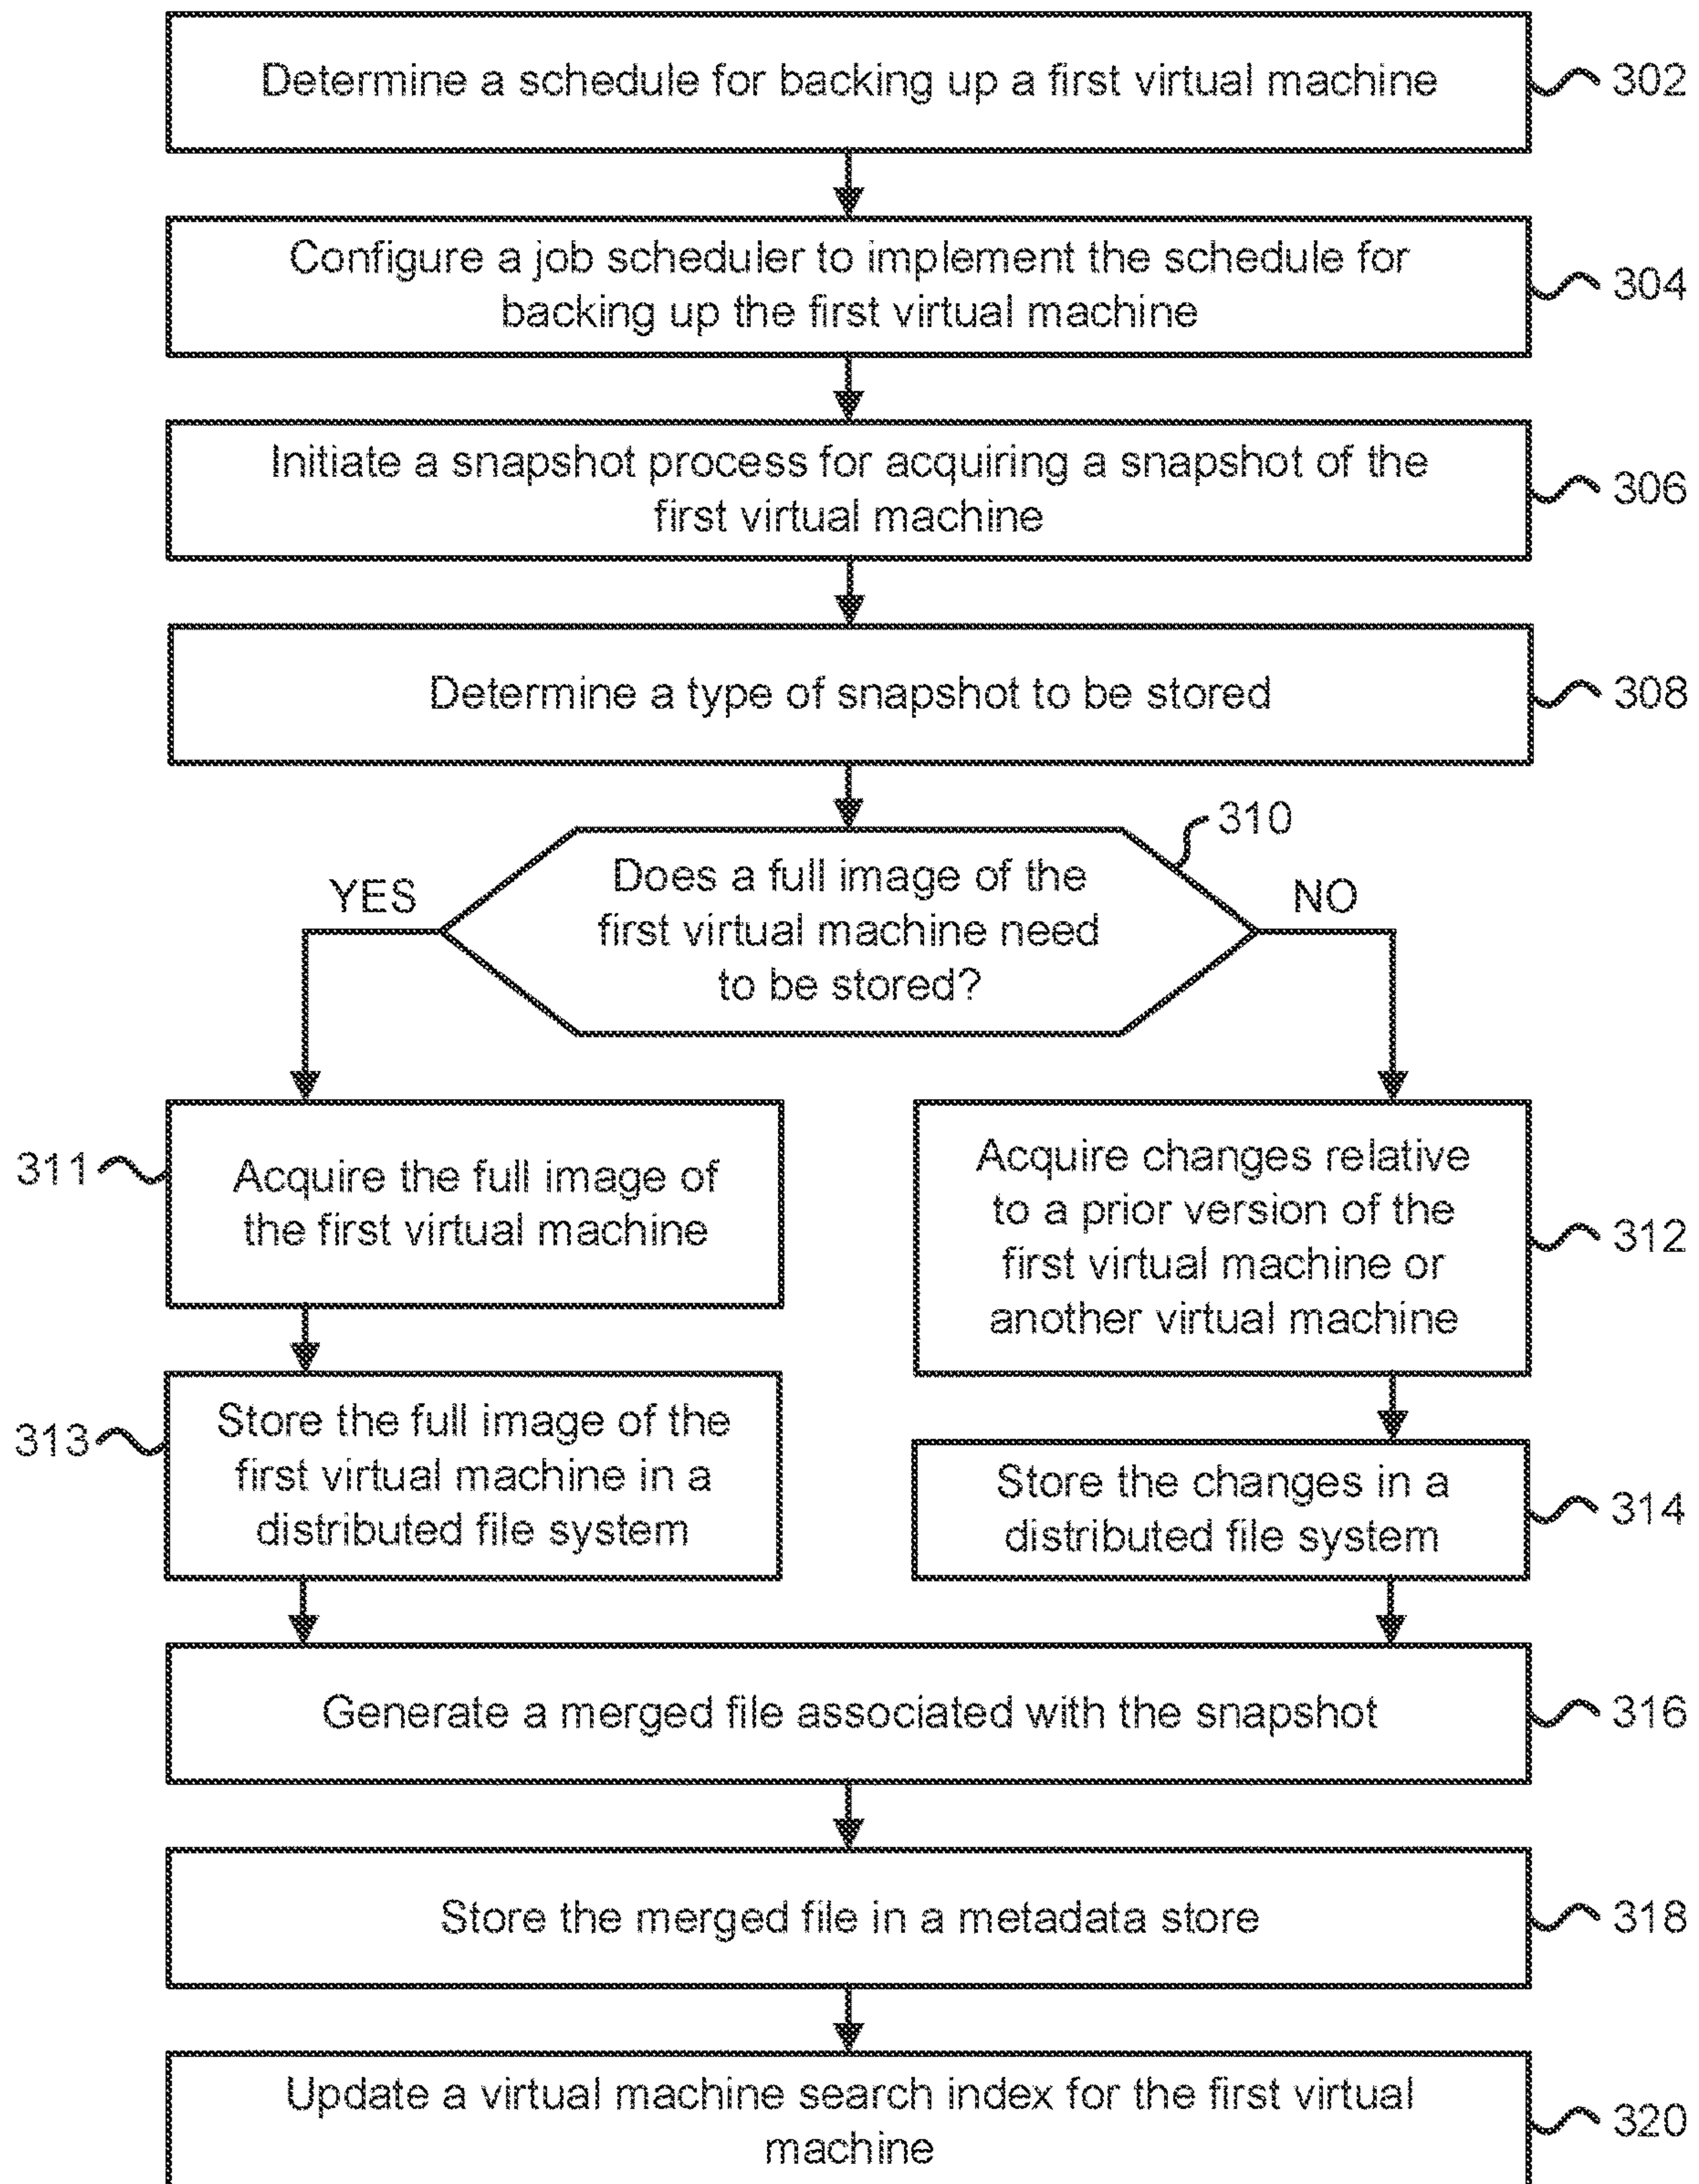 Determine a schedule for backing up a first virtual machine
302
Configure a job scheduler to implement the schedule for
backing up the first virtual machine
304
Initiate a snapshot process for acquiring a snapshot of the
first virtual machine
306
Determine a type of snapshot to be stored
308
310
Does a full image of the
first virtual machine need
to be stored?
YES
NO
311
Acquire the full image of
the first virtual machine
Acquire changes relative
to a prior version of the
first virtual machine or
another virtual machine
312
313
Store the full image of the
first virtual machine in a
distributed file system
Store the changes in a
distributed file system
314
Generate a merged file associated with the snapshot
316
Store the merged file in a metadata store
318
Update a virtual machine search index for the first virtual
machine
320